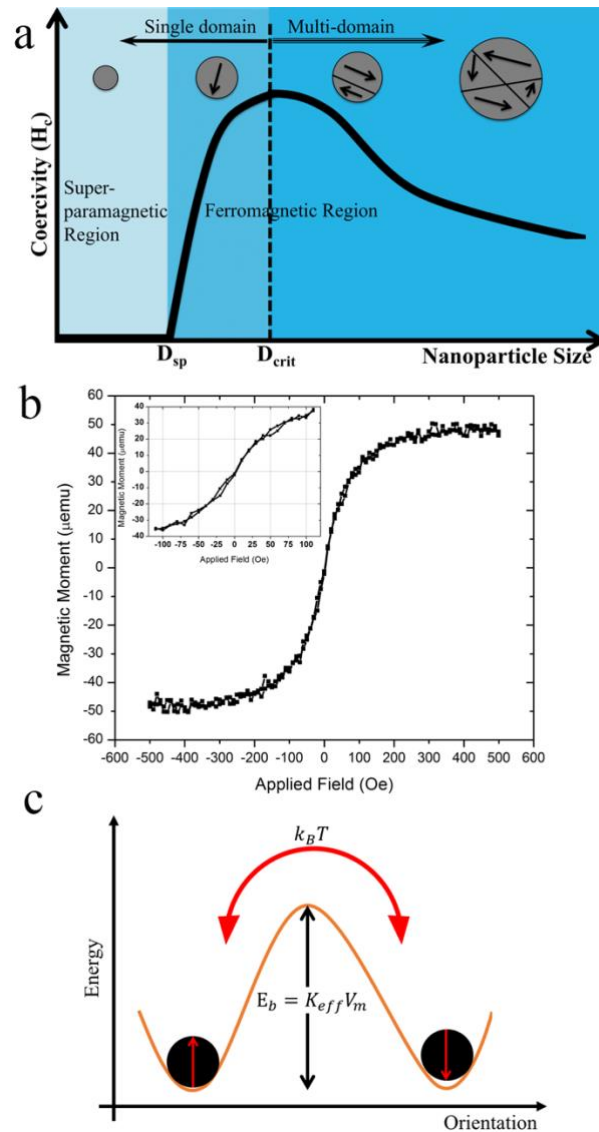 a
Single domain
Multi-domain
Coercivity (Hc)
Super-
paramagnetic
Region
Ferromagnetic Region
Dsp
Dcrit
Nanoparticle Size
b
60
50
40
30
20
10
0
-10
-20
-30
-40
-50
-60
Magnetic Moment (μemu)
40
30
20
10
0
-10
-20
-30
-40
Magnetic Moment (μemu)
-100 -75 -50 -25 0 25 50 75 100
Applied Field (Oe)
-600 -500 -400 -300 -200 -100 0 100 200 300 400 500 600
Applied Field (Oe)
c
kBT
Energy
Eb = KeffVm
Orientation